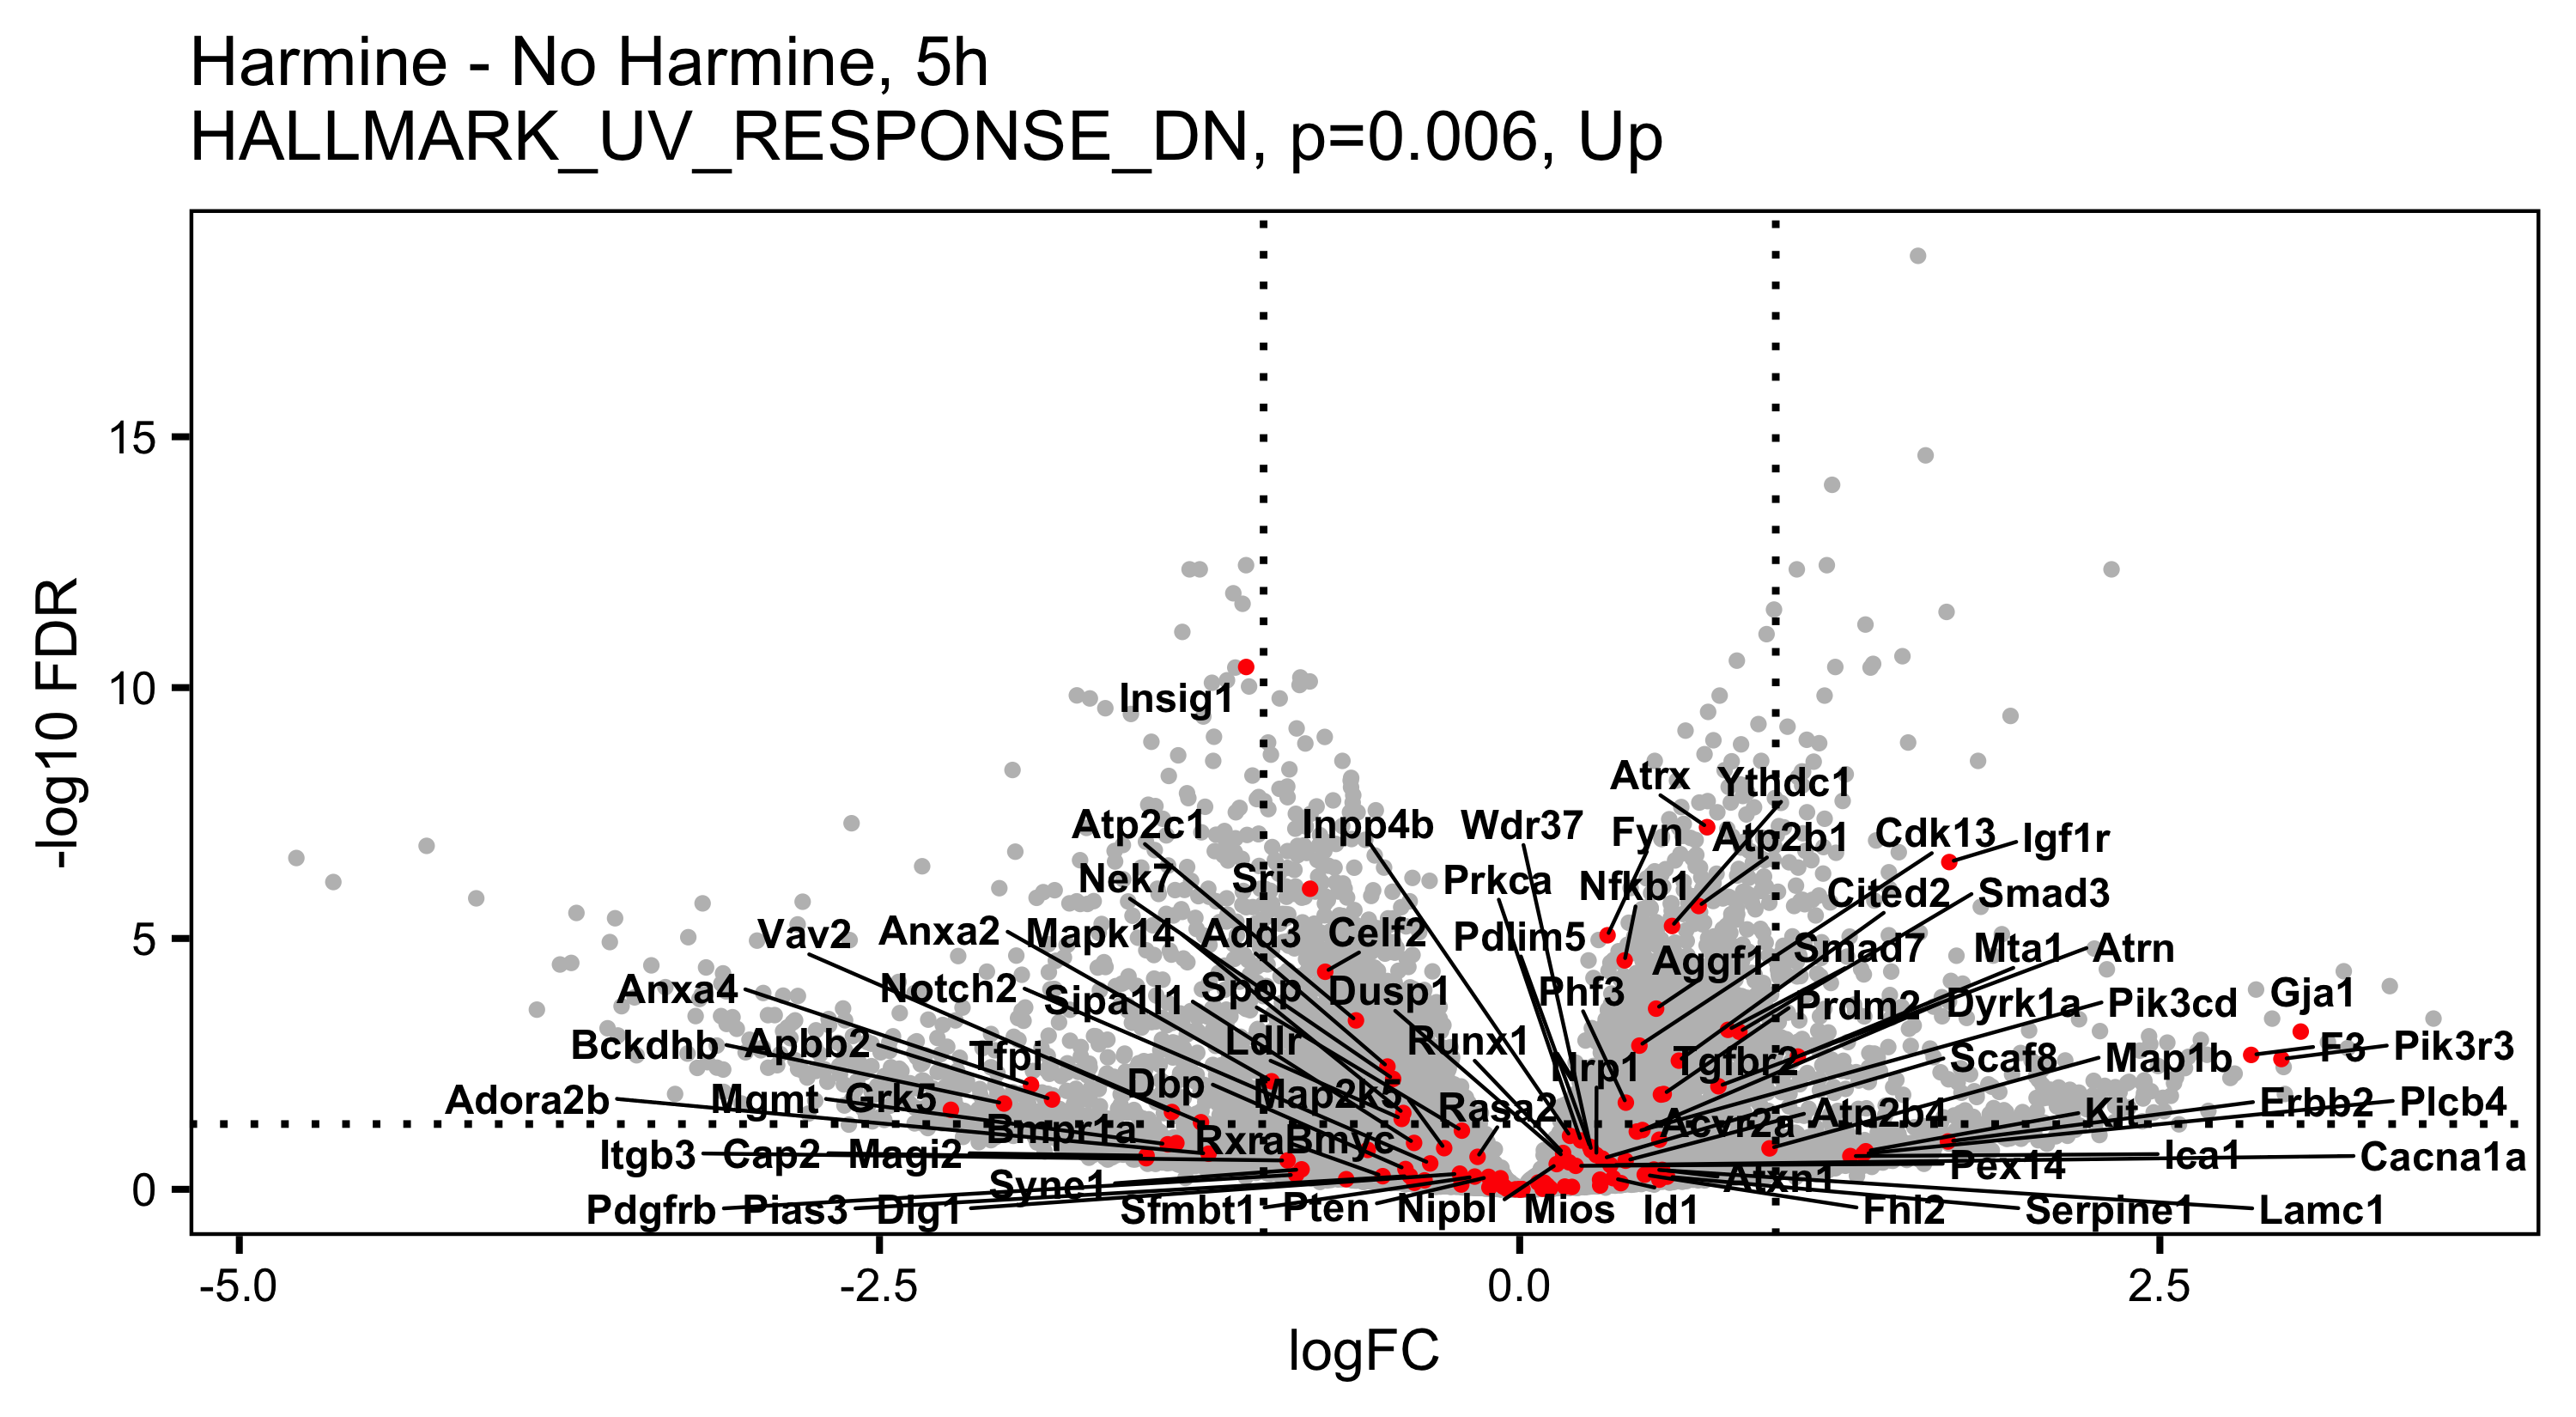 Harmine - No Harmine, 5h
HALLMARK_UV_RESPONSE_DN, p=0.006, Up
-log10 FDR
15
10
5
0
Insig1
Atrx
Ythdc1
Atp2c1
Inpp4b
Wdr37
Fyn
Atp2b1
Cdk13
Igf1r
Nek7
Sri
Prkca
Nfkb1
Cited2
Smad3
Vav2
Anxa2
Mapk14
Add3
Celf2
Pdlim5
Aggf1
Smad7
Mta1
Atrn
Anxa4
Notch2
Sipa1l1
Spop
Dusp1
Phf3
Prdm2
Dyrk1a
Pik3cd
Gja1
Bckdhb
Apbb2
Tfpi
Ldlr
Runx1
Nrp1
Tgfbr2
Scaf8
Map1b
F3
Pik3r3
Adora2b
Mgmt
Grk5
Dbp
Map2k5
Rasa2
Acvr2a
Atp2b4
Kit
Erbb2
Plcb4
Itgb3
Cap2
Magi2
Bmpr1a
Rxra
Bmyc
Pex14
Ica1
Cacna1a
Pdgfrb
Pias3
Dlg1
Sync1
Sfmbt1
Pten
Nipbl
Mios
Id1
Atxn1
Fhl2
Serpine1
Lamc1
-5.0
-2.5
0.0
2.5
logFC